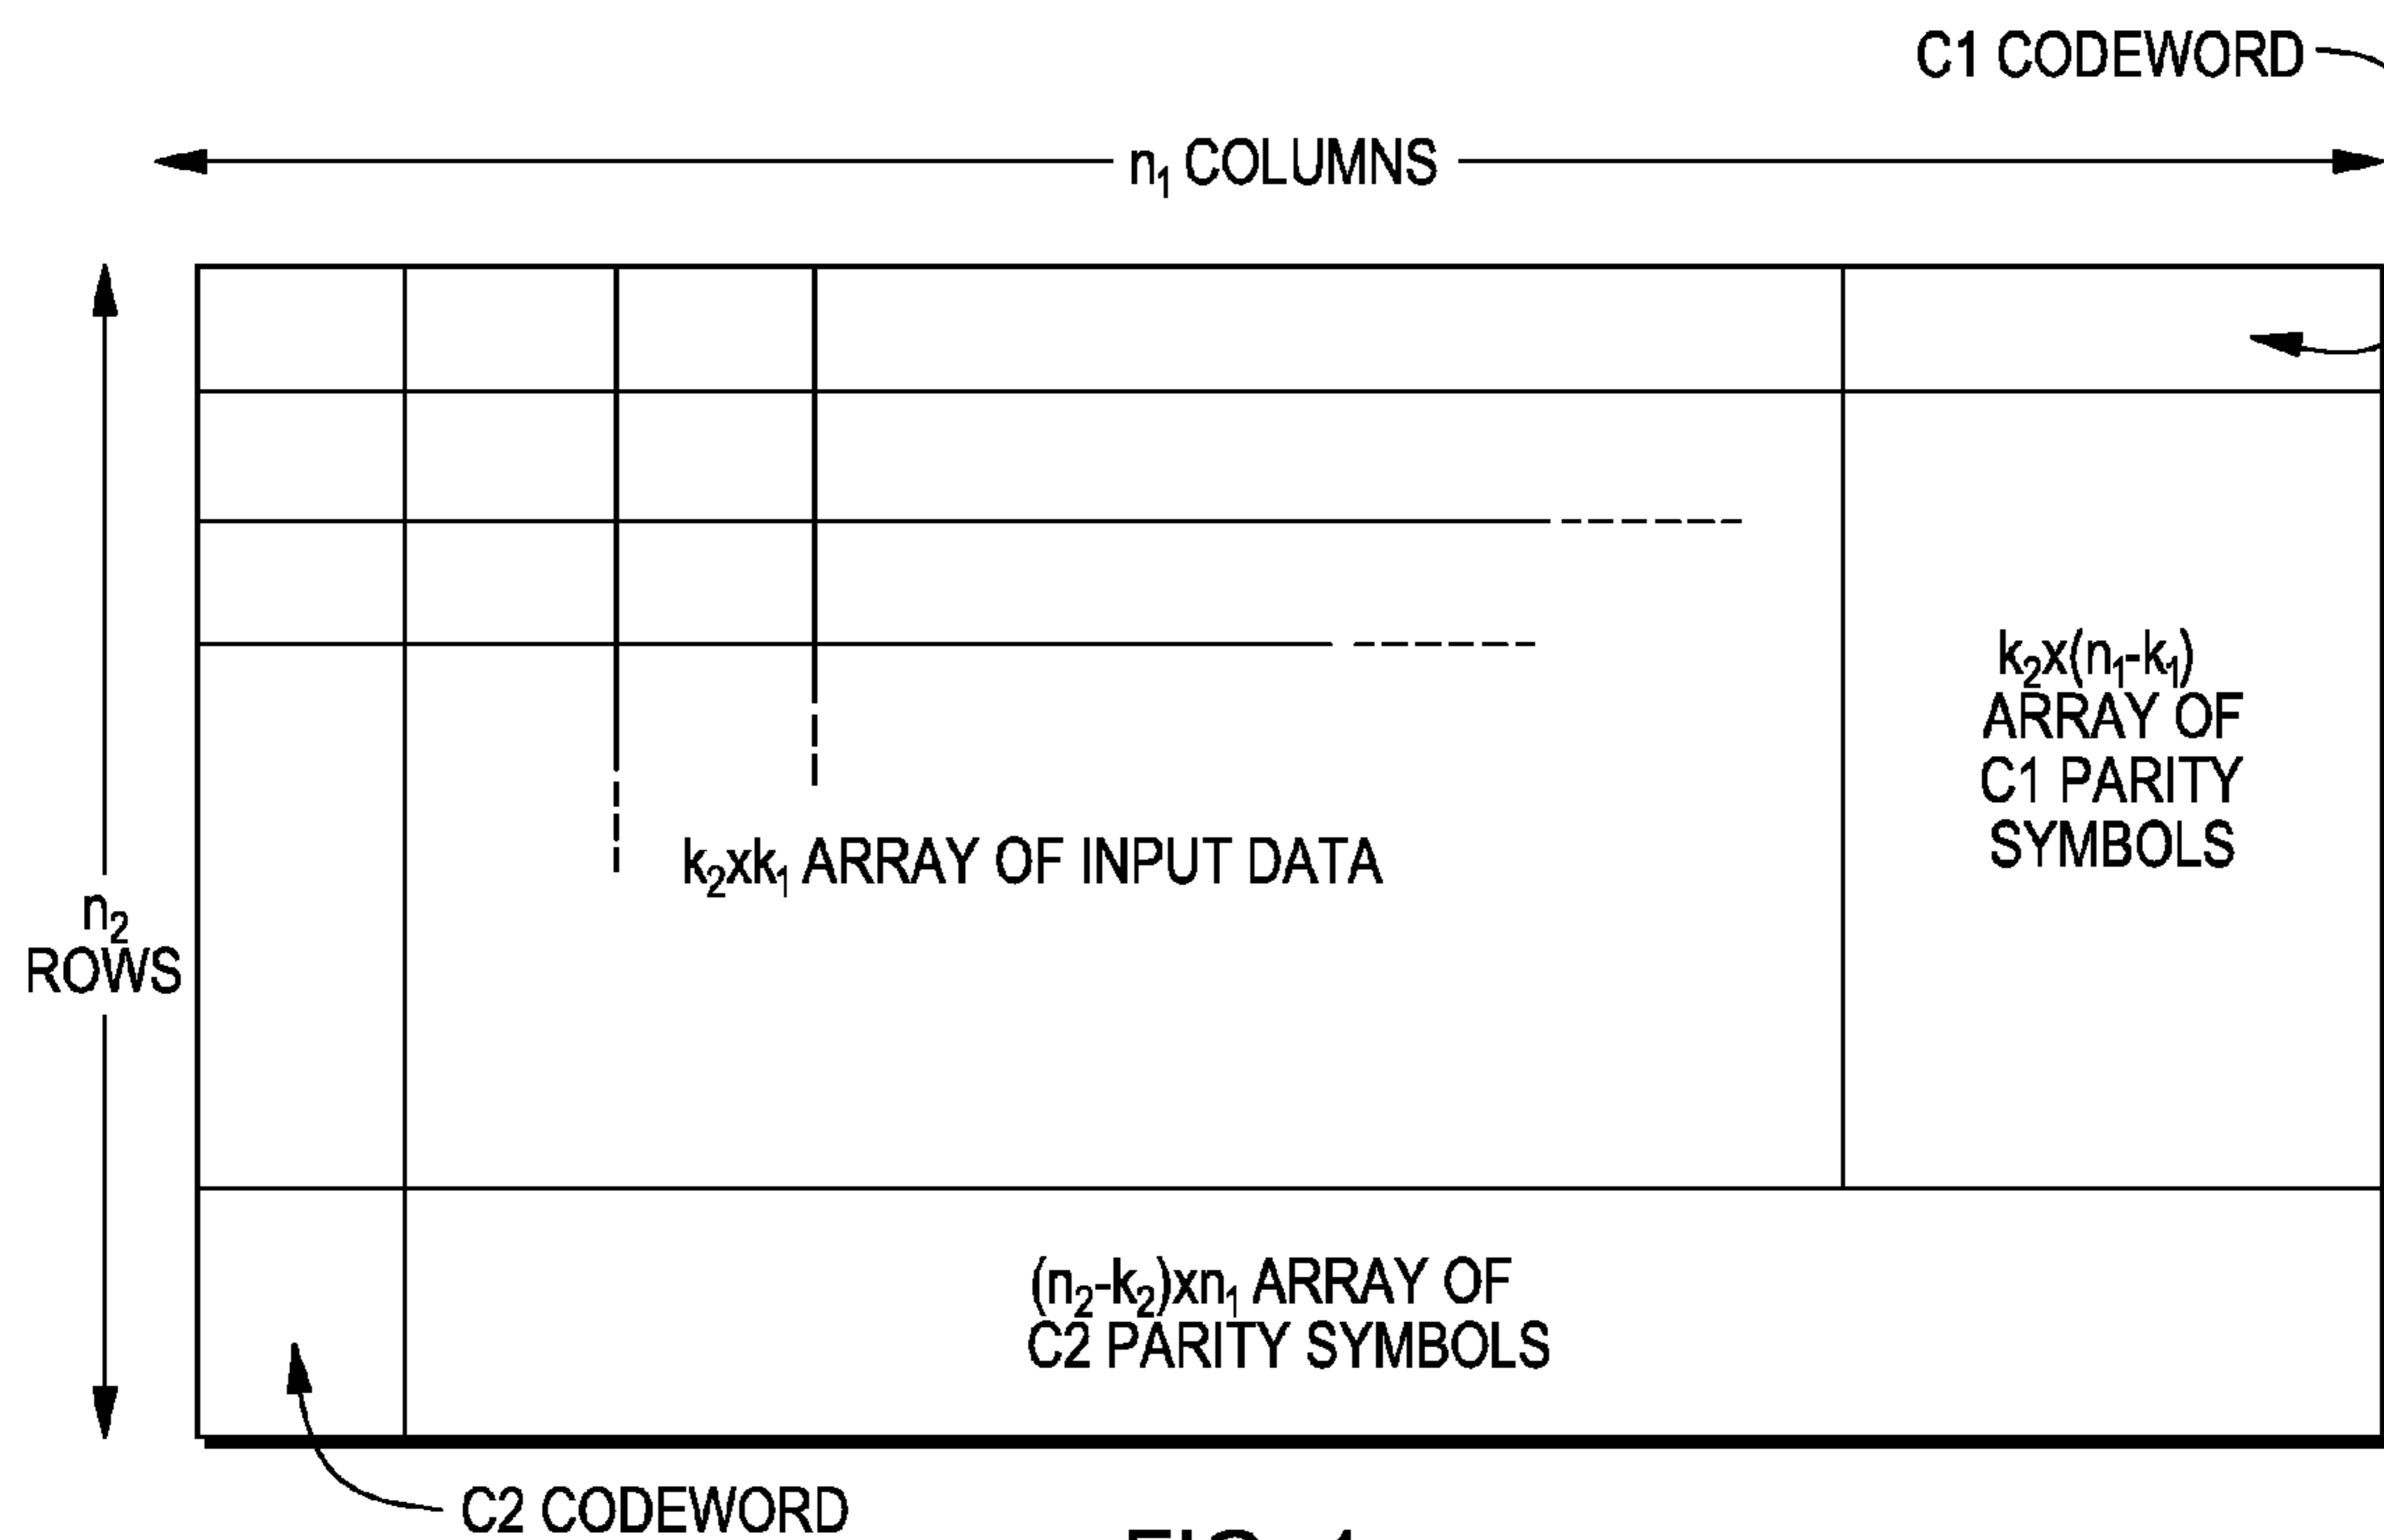 C1 CODEWORD
n₁ COLUMNS
n₂
ROWS
k₂x(n₁-k₁)
ARRAY OF
C1 PARITY
SYMBOLS
k₂xk₁ ARRAY OF INPUT DATA
(n₂-k₂)xn₁ ARRAY OF
C2 PARITY SYMBOLS
C2 CODEWORD